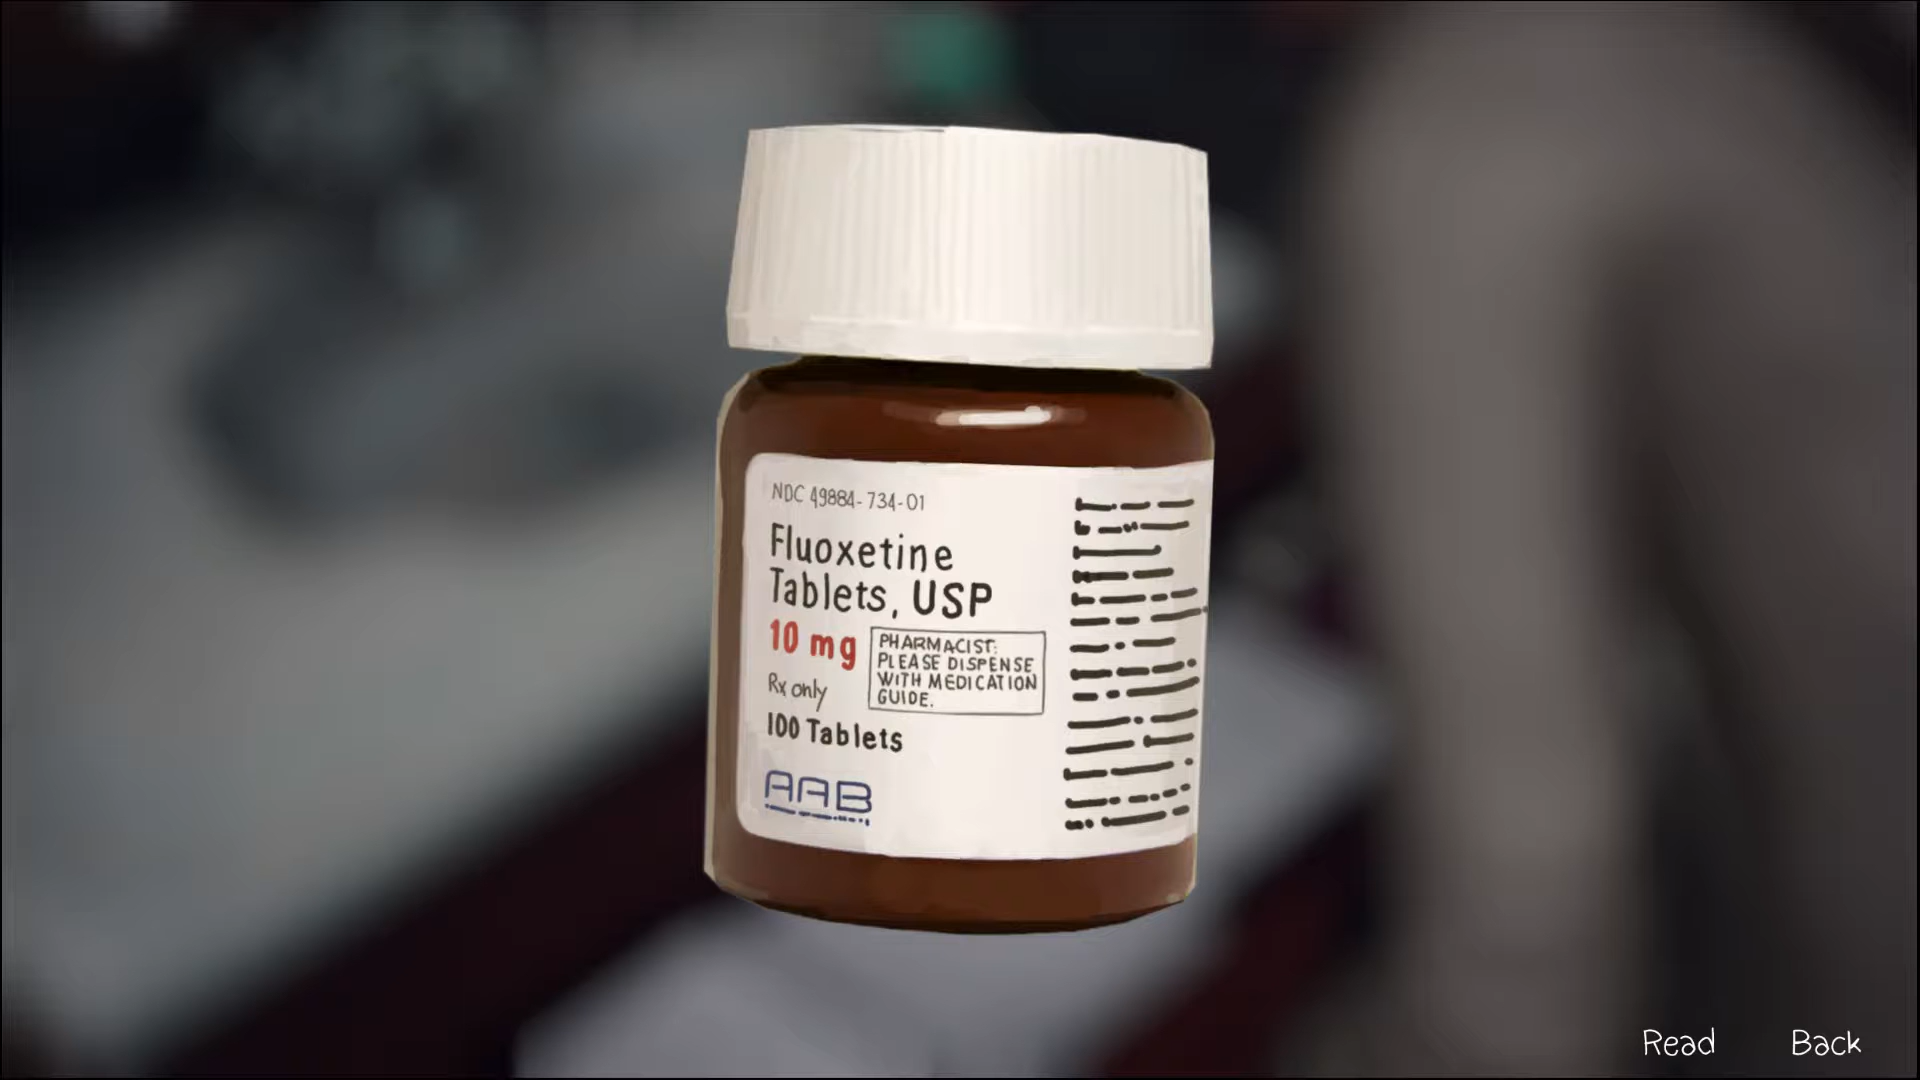 NDC 49884-734-01
Fluoxetine
Tablets, USP
10 mg
PHARMACIST:
PLEASE DISPENSE
WITH MEDICATION
GUIDE.
Rx only
100 Tablets
AAB
Read
Back